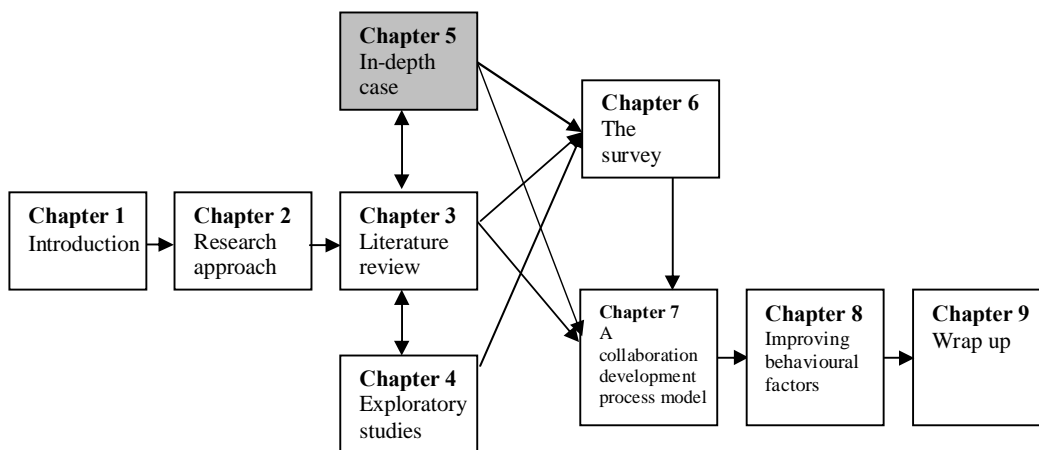 Chapter 5
In-depth
case
Chapter 6
The
survey
Chapter 1
Introduction
Chapter 2
Research
approach
Chapter 3
Literature
review
Chapter 7
A
collaboration
development
process model
Chapter 8
Improving
behavioural
factors
Chapter 9
Wrap up
Chapter 4
Exploratory
studies